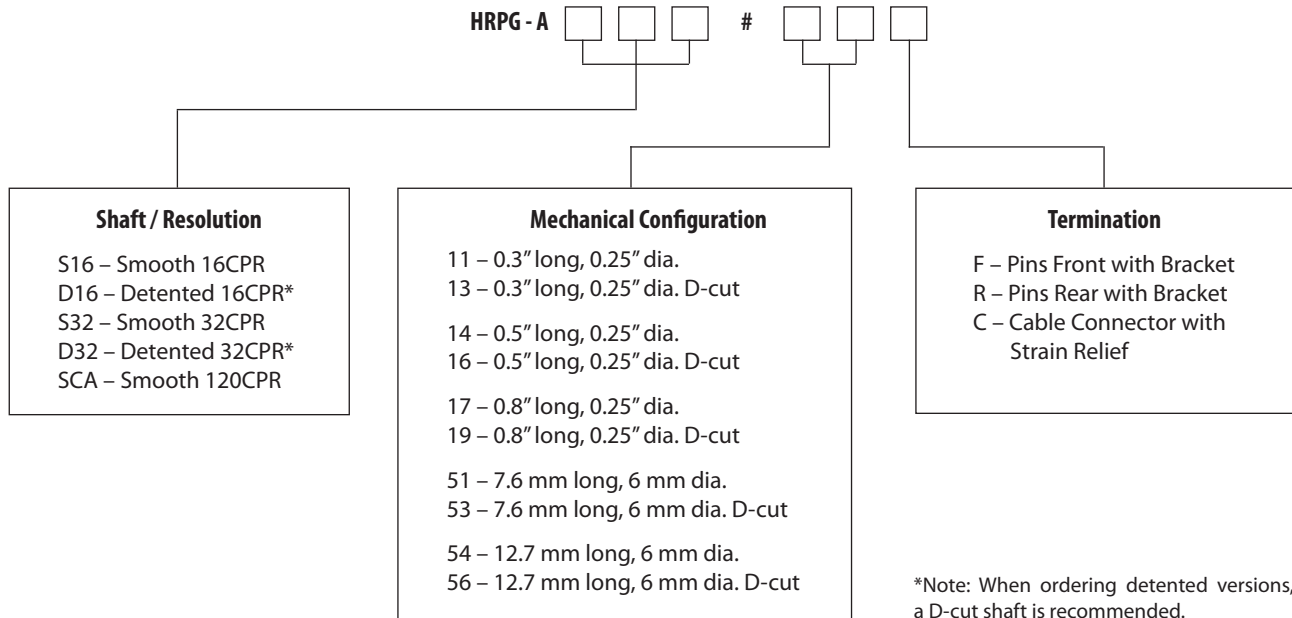 HRPG - A #
Shaft / Resolution
S16 – Smooth 16CPR
D16 – Detented 16CPR*
S32 – Smooth 32CPR
D32 – Detented 32CPR*
SCA – Smooth 120CPR
Mechanical Configuration
11 – 0.3″ long, 0.25″ dia.
13 – 0.3″ long, 0.25″ dia. D-cut
14 – 0.5″ long, 0.25″ dia.
16 – 0.5″ long, 0.25″ dia. D-cut
17 – 0.8″ long, 0.25″ dia.
19 – 0.8″ long, 0.25″ dia. D-cut
51 – 7.6 mm long, 6 mm dia.
53 – 7.6 mm long, 6 mm dia. D-cut
54 – 12.7 mm long, 6 mm dia.
56 – 12.7 mm long, 6 mm dia. D-cut
Termination
F – Pins Front with Bracket
R – Pins Rear with Bracket
C – Cable Connector with
Strain Relief
*Note: When ordering detented versions,
a D-cut shaft is recommended.